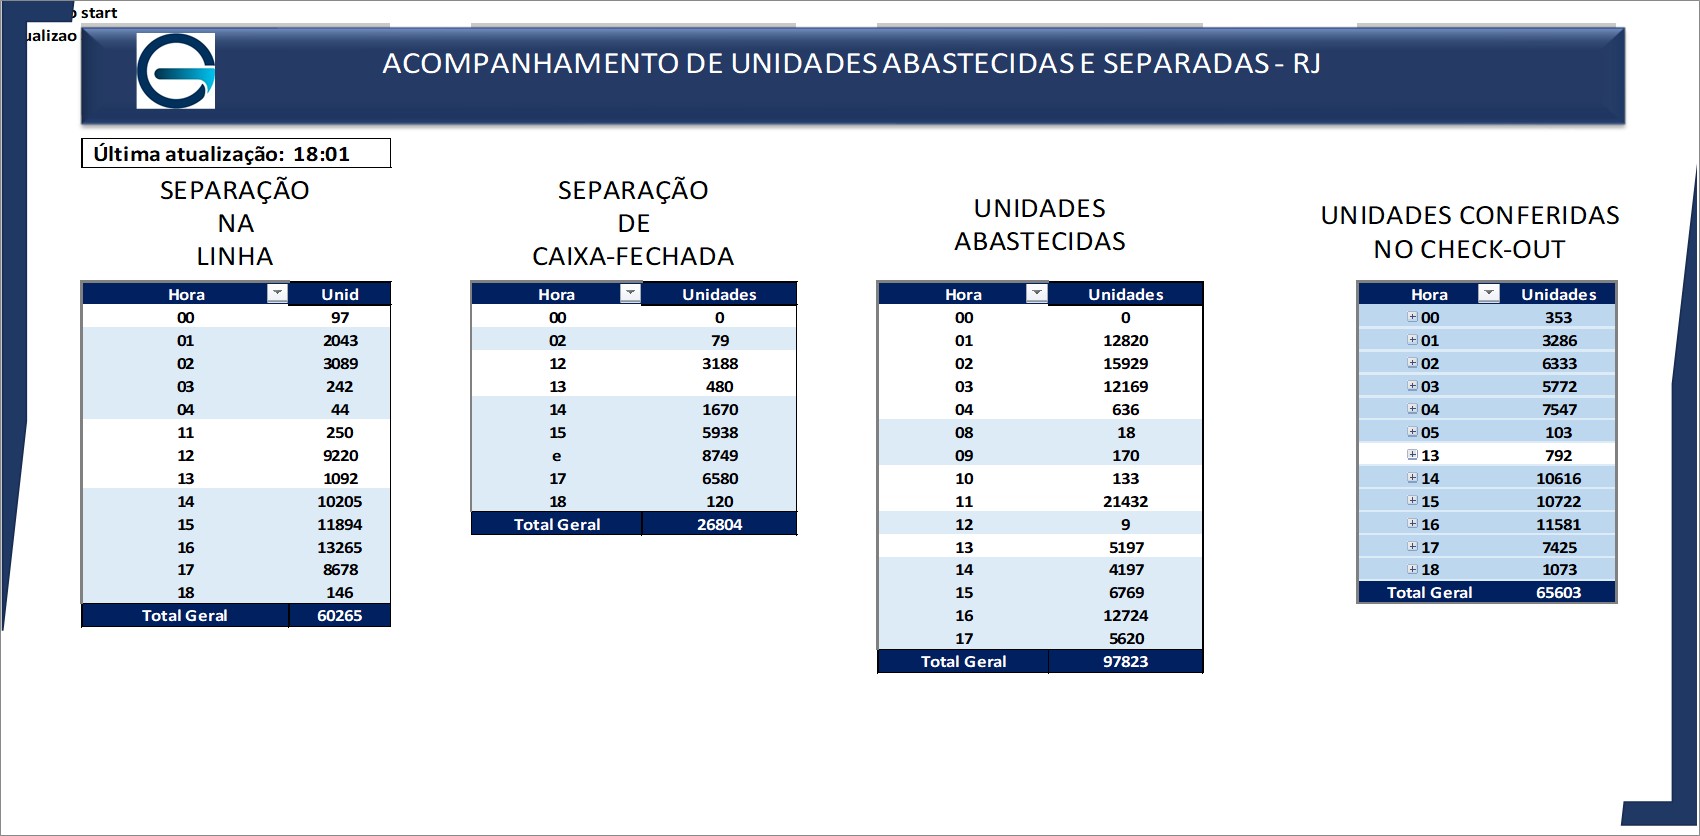 start
ualizao
ACOMPANHAMENTO DE UNIDADES ABASTECIDAS E SEPARADAS - RJ
Última atualização: 18:01
SEPARAÇÃO
NA
LINHA
Hora Unid
00 97
01 2043
02 3089
03 242
04 44
11 250
12 9220
13 1092
14 10205
15 11894
16 13265
17 8678
18 146
Total Geral 60265
SEPARAÇÃO
DE
CAIXA-FECHADA
Hora Unidades
00 0
02 79
12 3188
13 480
14 1670
15 5938
e 8749
17 6580
18 120
Total Geral 26804
UNIDADES
ABASTECIDAS
Hora Unidades
00 0
01 12820
02 15929
03 12169
04 636
08 18
09 170
10 133
11 21432
12 9
13 5197
14 4197
15 6769
16 12724
17 5620
Total Geral 97823
UNIDADES CONFERIDAS
NO CHECK-OUT
Hora Unidades
00 353
01 3286
02 6333
03 5772
04 7547
05 103
13 792
14 10616
15 10722
16 11581
17 7425
18 1073
Total Geral 65603